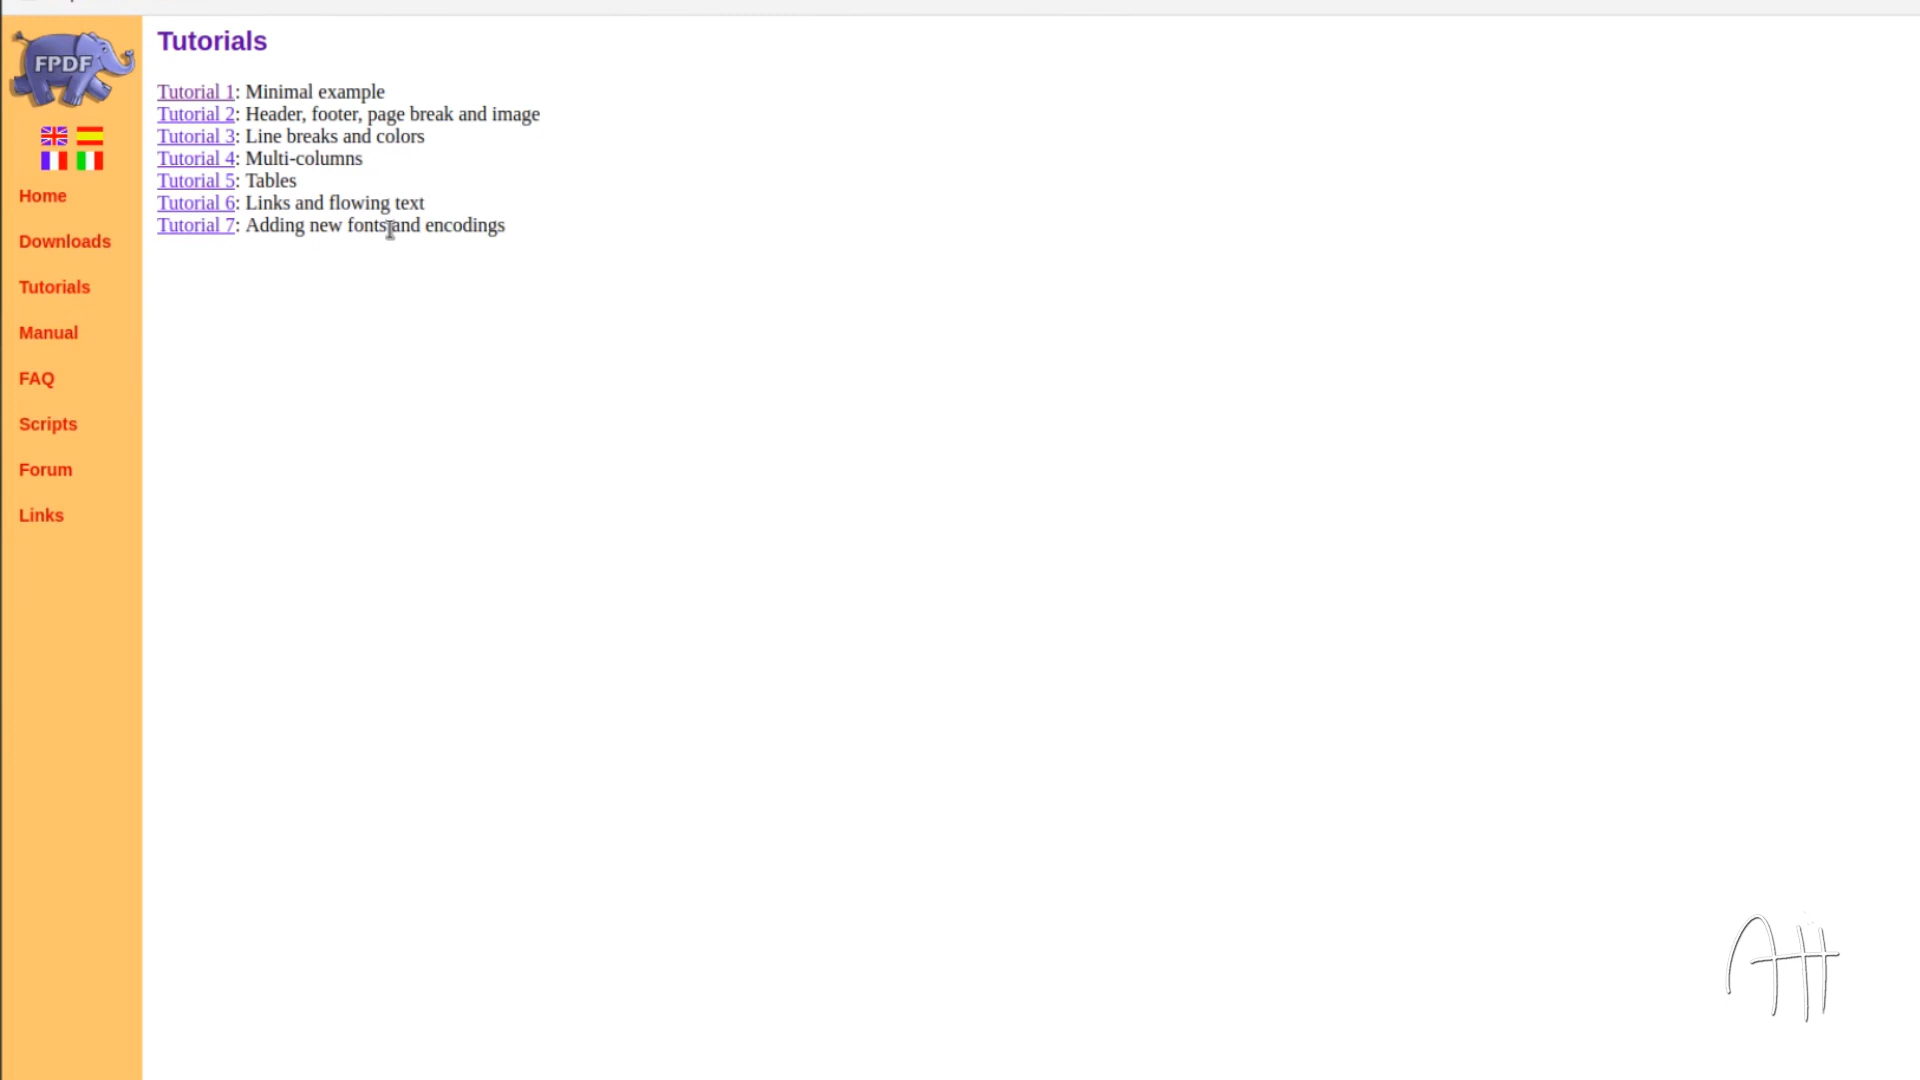 FPDF
Home
Downloads
Tutorials
Manual
FAQ
Scripts
Forum
Links
Tutorials
Tutorial 1: Minimal example
Tutorial 2: Header, footer, page break and image
Tutorial 3: Line breaks and colors
Tutorial 4: Multi-columns
Tutorial 5: Tables
Tutorial 6: Links and flowing text
Tutorial 7: Adding new fonts and encodings